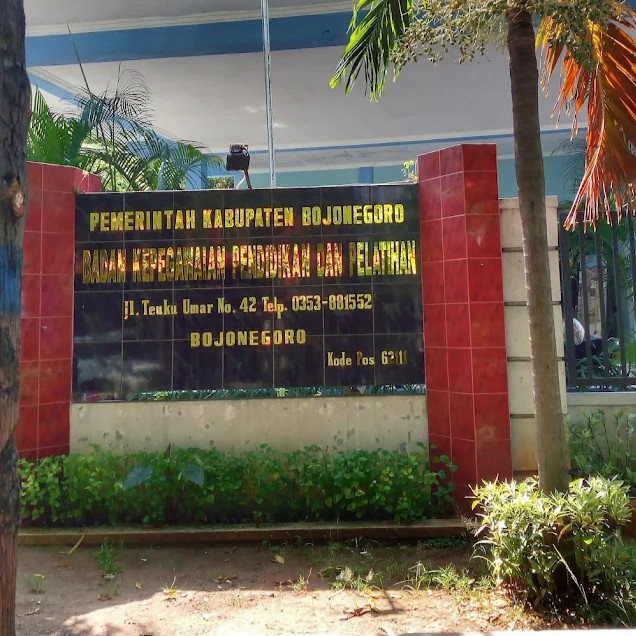 PEMERINTAH KABUPATEN BOJONEGORO
BADAN KEPEGAWAIAN PENDIDIKAN DAN PELATIHAN
Jl. Teuku Umar No. 42 Telp. 0353-881552
BOJONEGORO
Kode Pos 62111